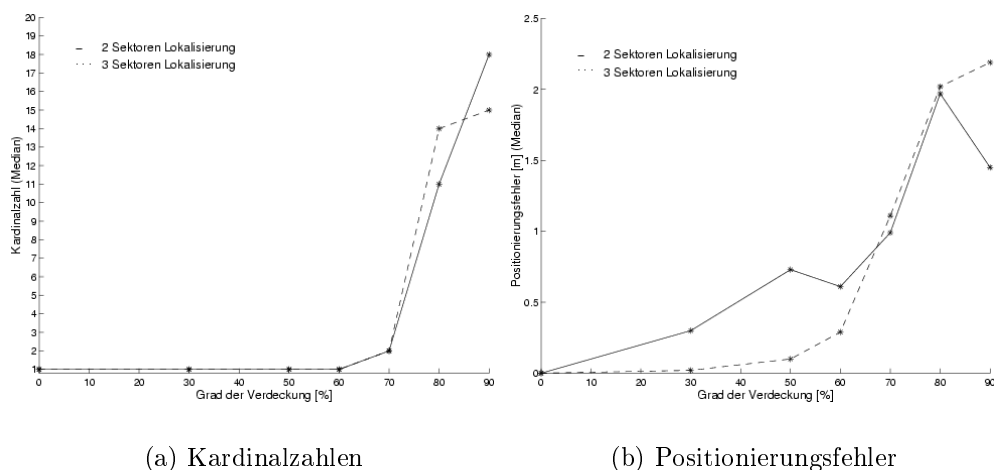 20
19
18
17
16
15
14
13
12
11
10
9
8
7
6
5
4
3
2
1
Kardinalzahl (Median)
2 Sektoren Lokalisierung
3 Sektoren Lokalisierung
0 10 20 30 40 50 60 70 80 90
Grad der Verdeckung [%]
(a) Kardinalzahlen
2.5
2
1.5
1
0.5
0
Positionierungsfehler [m] (Median)
2 Sektoren Lokalisierung
3 Sektoren Lokalisierung
0 10 20 30 40 50 60 70 80 90
Grad der Verdeckung [%]
(b) Positionierungsfehler